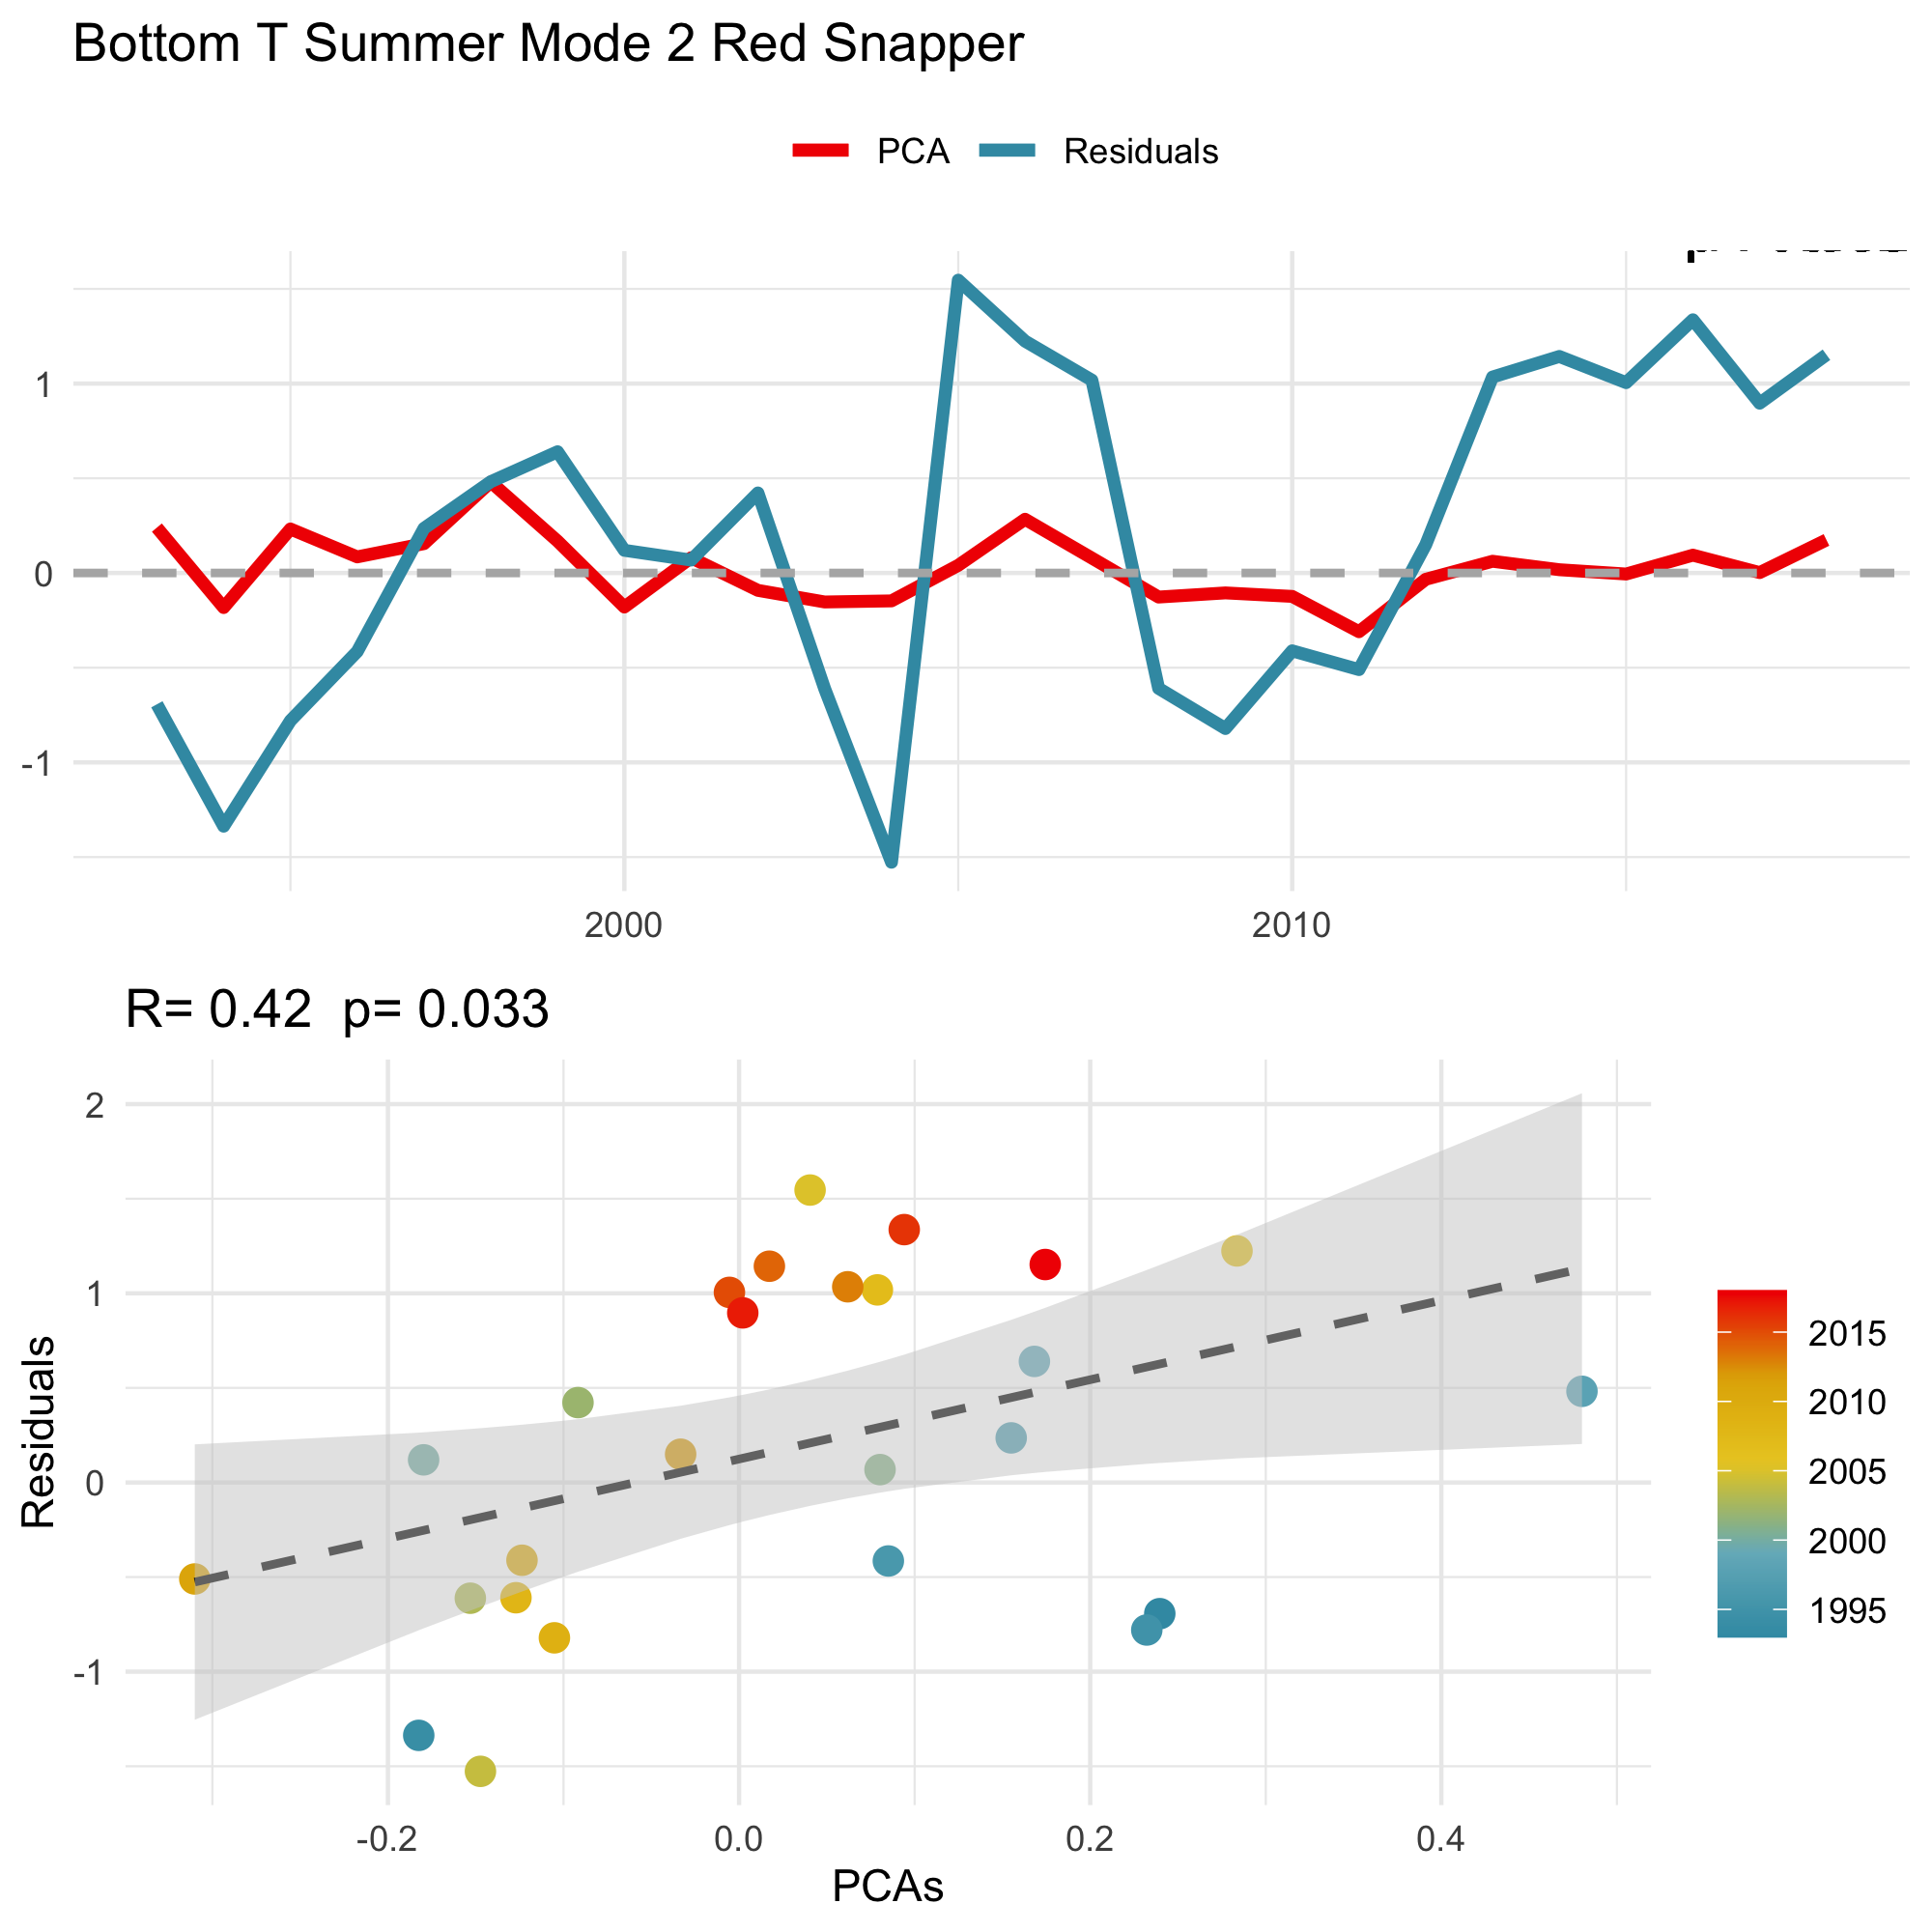 Bottom T Summer Mode 2 Red Snapper
PCA Residuals
1
0
-1
2000 2010
R= 0.42 p= 0.033
2
1
0
-1
Residuals
-0.2 0.0 0.2 0.4
PCAs
2015
2010
2005
2000
1995